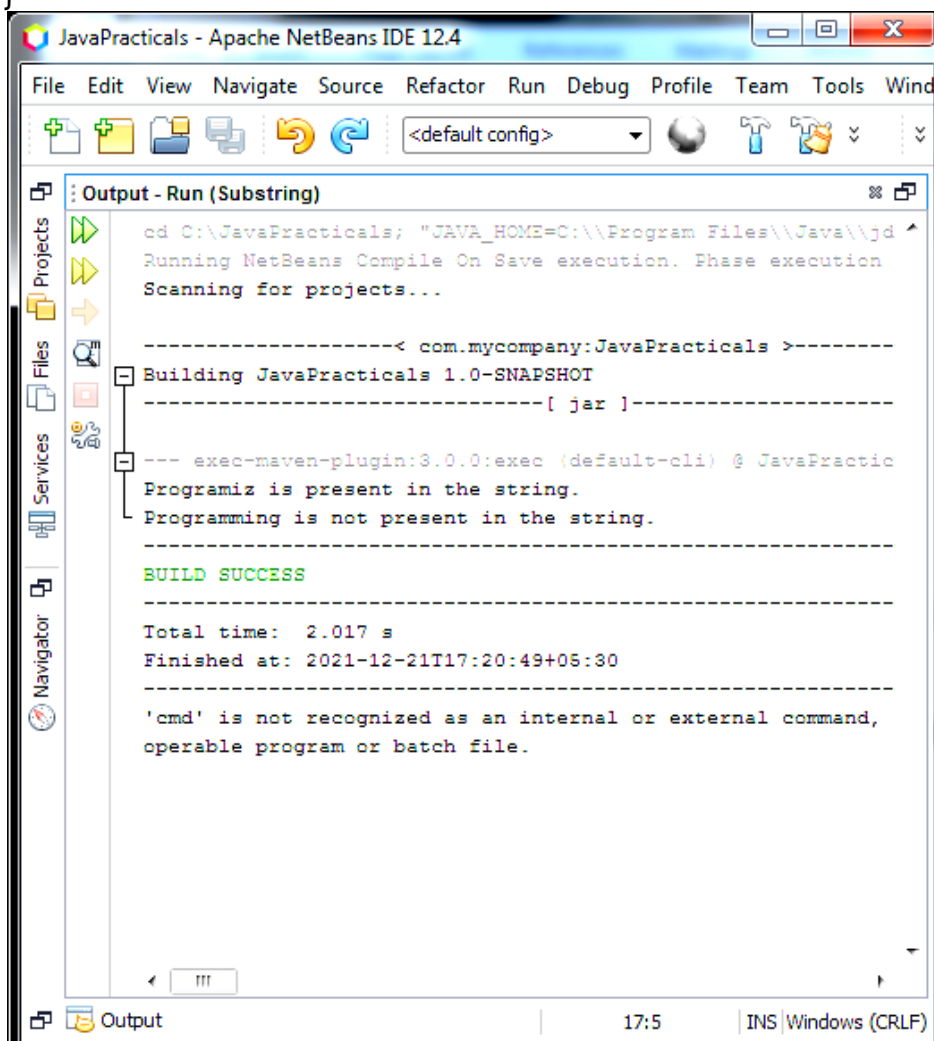 }
JavaPracticals - Apache NetBeans IDE 12.4
File Edit View Navigate Source Refactor Run Debug Profile Team Tools Wind
<default config>
Output - Run (Substring)
cd C:\JavaPracticals; "JAVA_HOME=C:\\Program Files\\Java\\jd
Running NetBeans Compile On Save execution. Phase execution
Scanning for projects...
--------------------< com.mycompany:JavaPracticals >--------
Building JavaPracticals 1.0-SNAPSHOT
--------------------------------[ jar ]---------------------
--- exec-maven-plugin:3.0.0:exec (default-cli) @ JavaPractic
Programiz is present in the string.
Programming is not present in the string.
------------------------------------------------------------
BUILD SUCCESS
------------------------------------------------------------
Total time:  2.017 s
Finished at: 2021-12-21T17:20:49+05:30
------------------------------------------------------------
'cmd' is not recognized as an internal or external command,
operable program or batch file.
Projects
Files
Services
Navigator
Output
17:5
INS
Windows (CRLF)